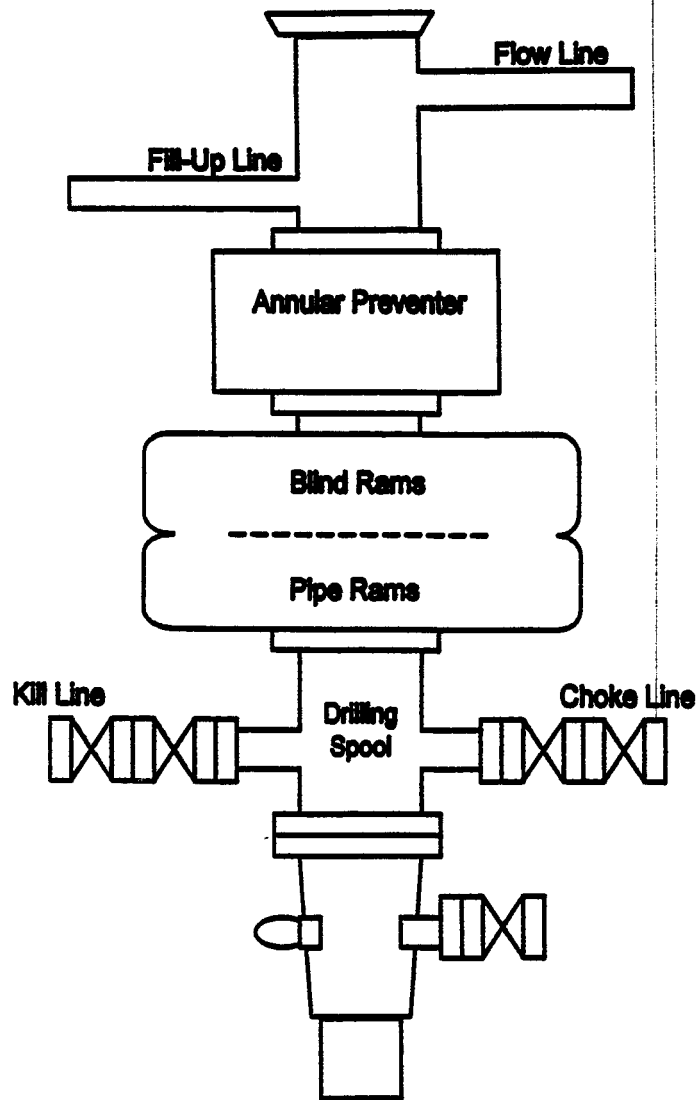 Flow Line
Fill-Up Line
Annular Preventer
Blind Rams
Pipe Rams
Kill Line
Choke Line
Drilling
Spool